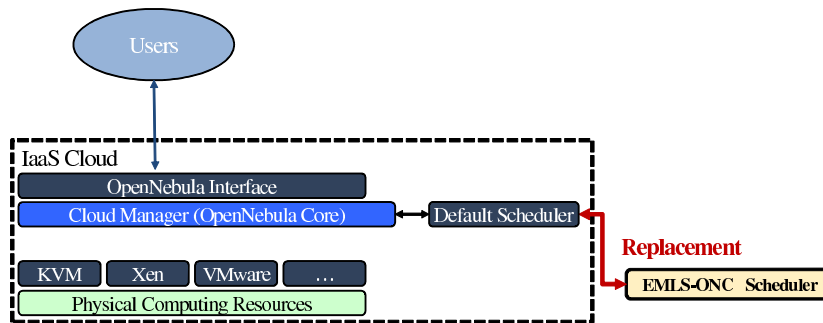 Users
IaaS Cloud
OpenNebula Interface
Cloud Manager (OpenNebula Core)
Default Scheduler
Replacement
KVM
Xen
VMware
...
EMLS-ONC Scheduler
Physical Computing Resources